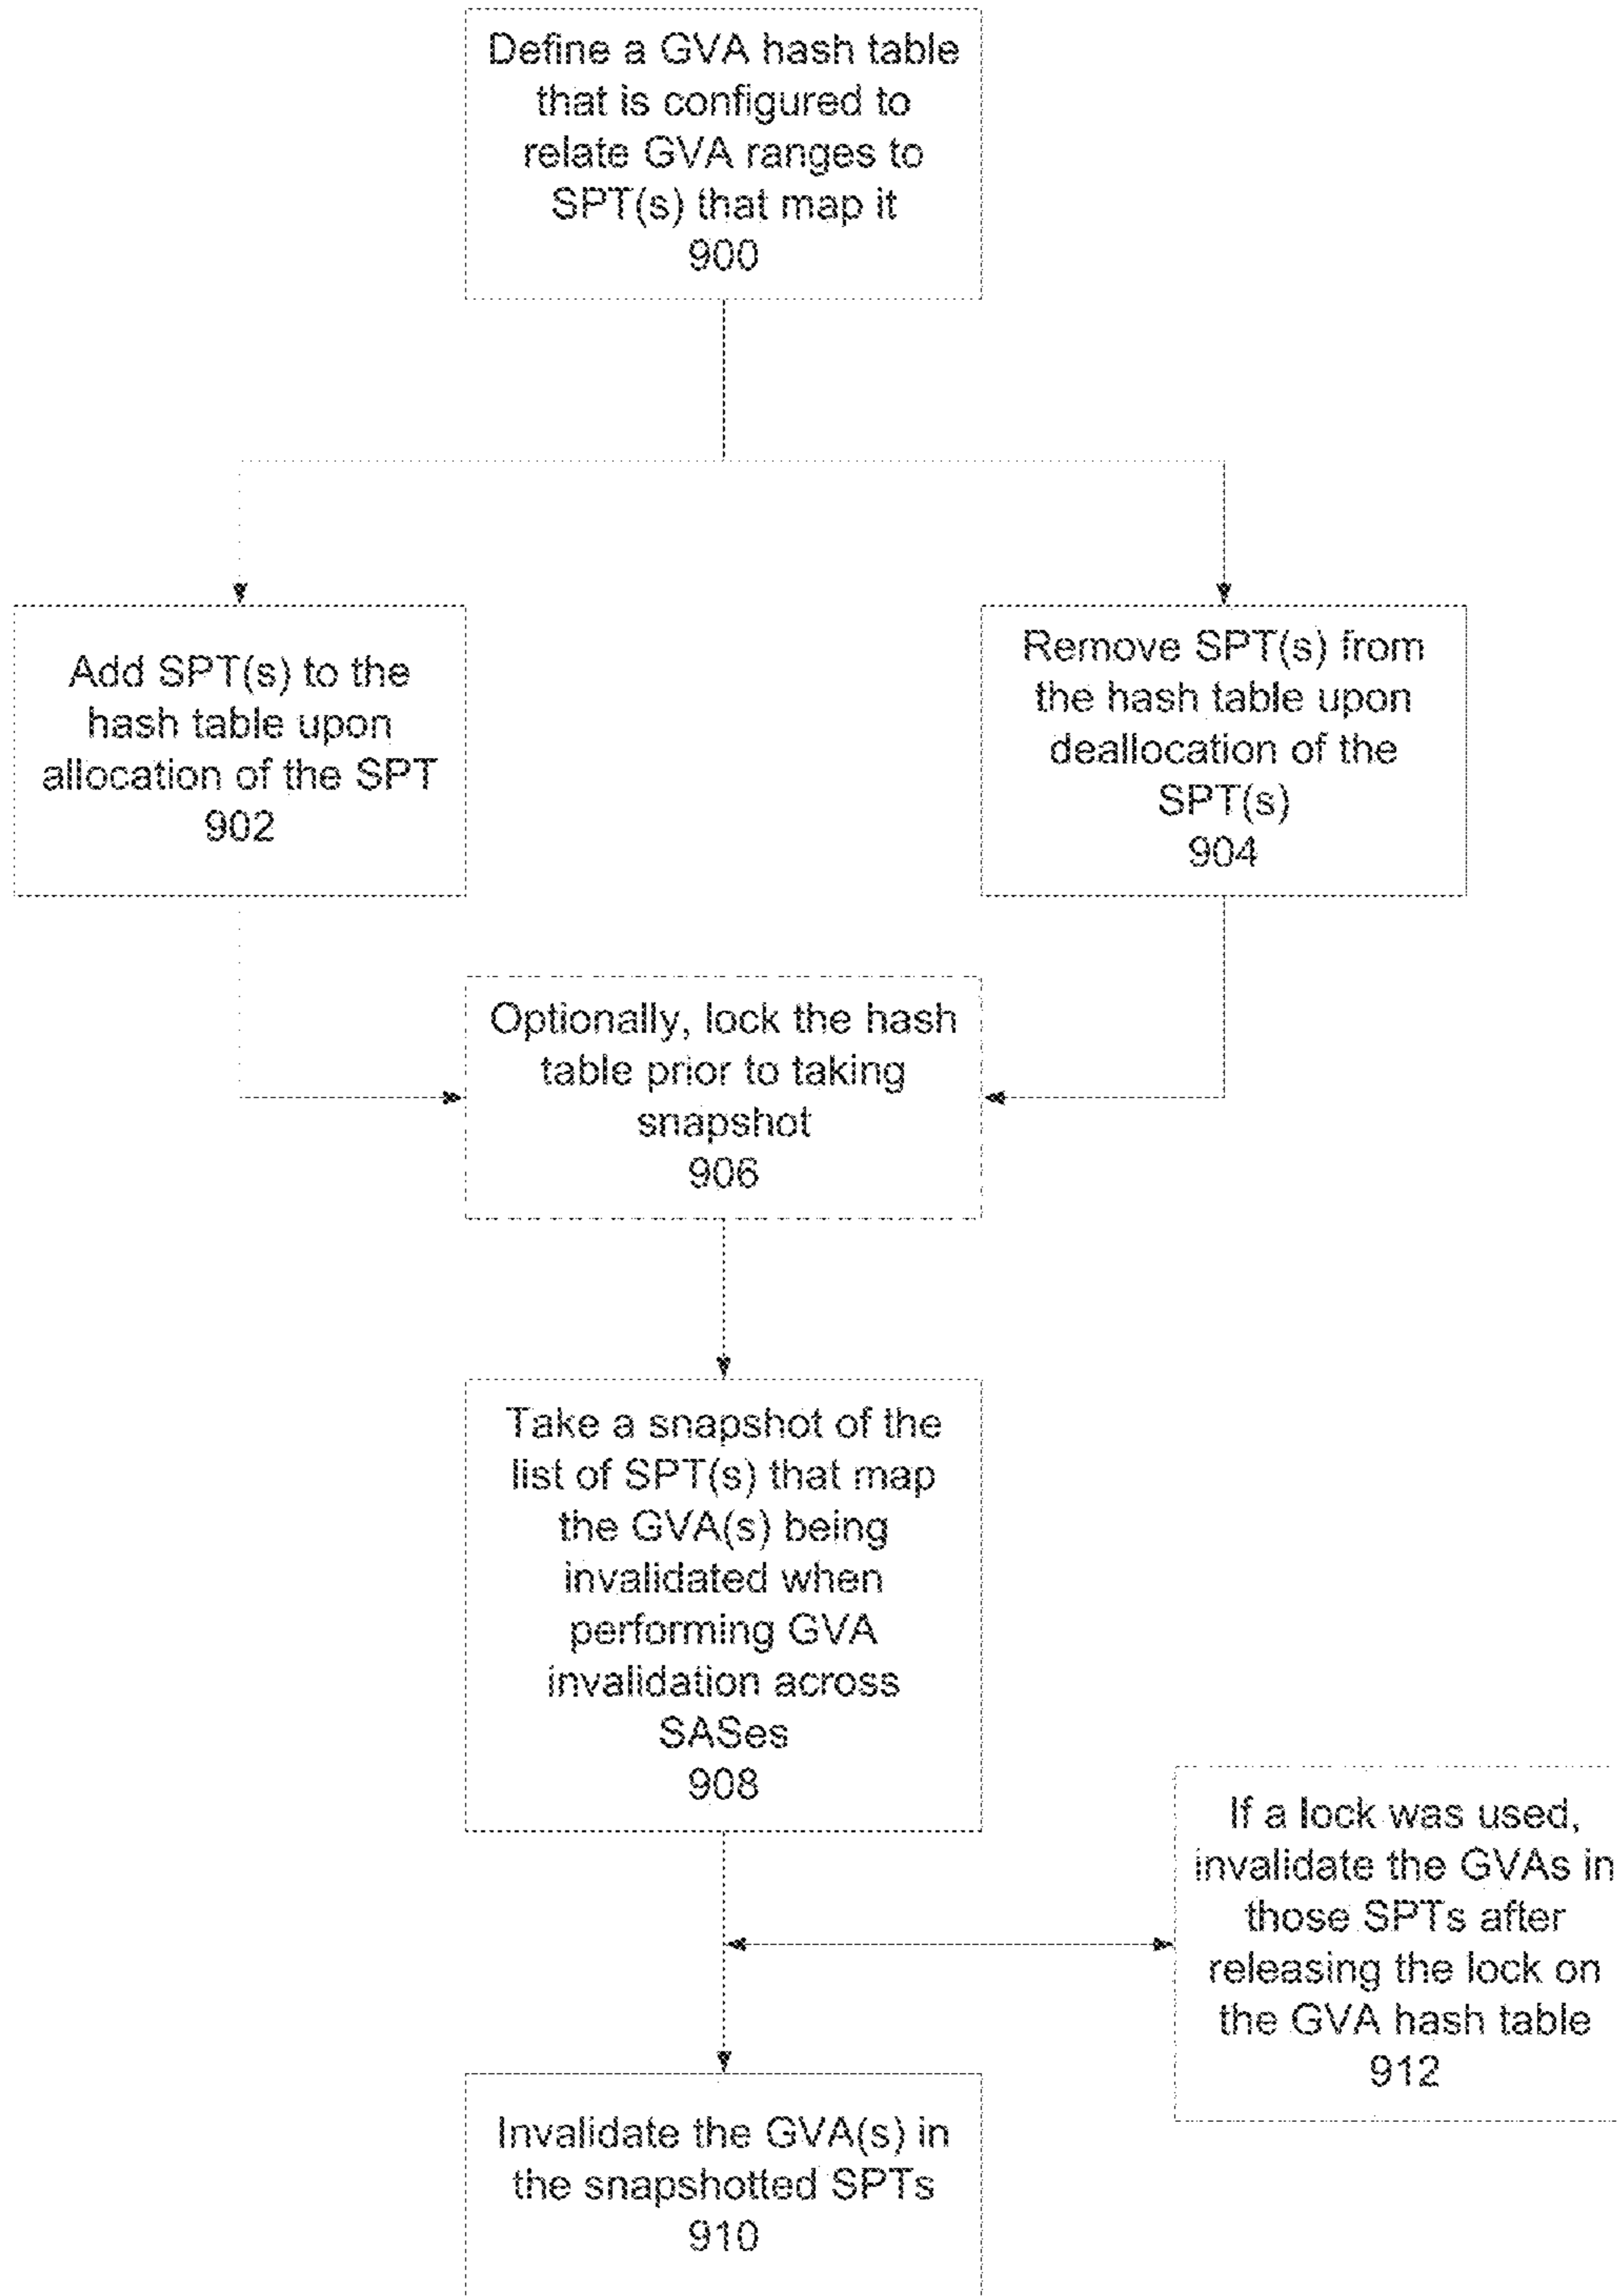 Define a GVA hash table
that is configured to
relate GVA ranges to
SPT(s) that map it
900
Add SPT(s) to the
hash table upon
allocation of the SPT
902
Remove SPT(s) from
the hash table upon
deallocation of the
SPT(s)
904
Optionally, lock the hash
table prior to taking
snapshot
906
Take a snapshot of the
list of SPT(s) that map
the GVA(s) being
invalidated when
performing GVA
invalidation across
SASes
908
If a lock was used,
invalidate the GVAs in
those SPTs after
releasing the lock on
the GVA hash table
912
Invalidate the GVA(s) in
the snapshotted SPTs
910